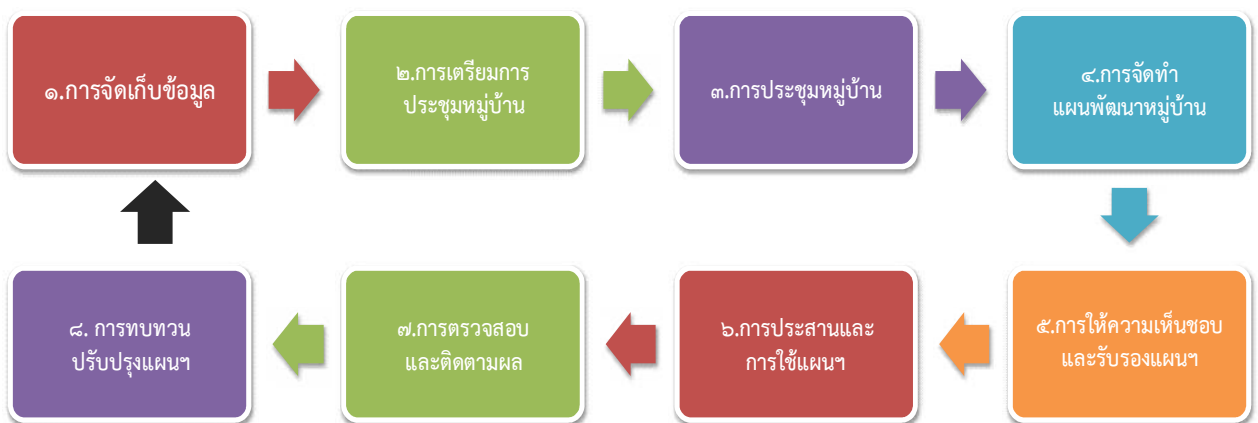 ๑.การจัดเก็บข้อมูล
๒.การเตรียมการ
ประชุมหมู่บ้าน
๓.การประชุมหมู่บ้าน
๔.การจัดทำ
แผนพัฒนาหมู่บ้าน
๕.การให้ความเห็นชอบ
และรับรองแผนฯ
๖.การประสานและ
การใช้แผนฯ
๗.การตรวจสอบ
และติดตามผล
๘. การทบทวน
ปรับปรุงแผนฯ